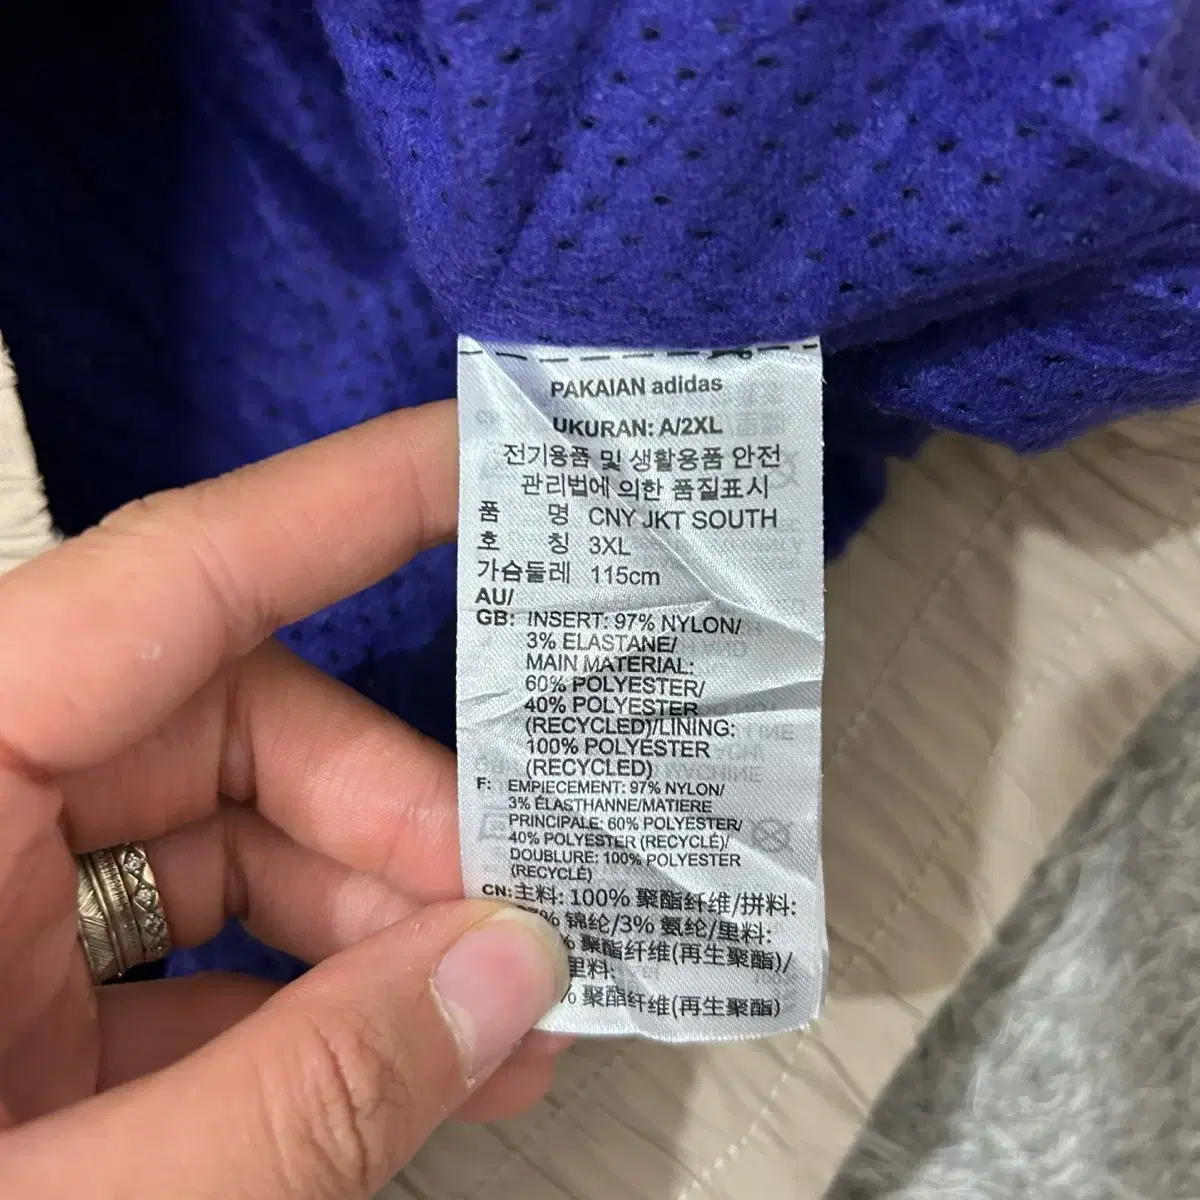 PAKAIAN adidas
UKURAN: A/2XL
전기용품 및 생활용품 안전
관리법에 의한 품질표시
품 명 CNY JKT SOUTH
호 칭 3XL
가슴둘레 115cm
AU/
GB: INSERT: 97% NYLON/
3% ELASTANE/
MAIN MATERIAL:
60% POLYESTER/
40% POLYESTER
(RECYCLED)/LINING:
100% POLYESTER
(RECYCLED)
F: EMPIECEMENT: 97% NYLON/
3% ÉLASTHANNE/MATIERE
PRINCIPALE: 60% POLYESTER/
40% POLYESTER (RECYCLÉ)/
DOUBLURE: 100% POLYESTER
(RECYCLÉ)
CN: 主料: 100% 聚酯纤维/拼料:
锦纶/3% 氨纶/里料:
% 聚酯纤维(再生聚酯)/
里料:
% 聚酯纤维(再生聚酯)